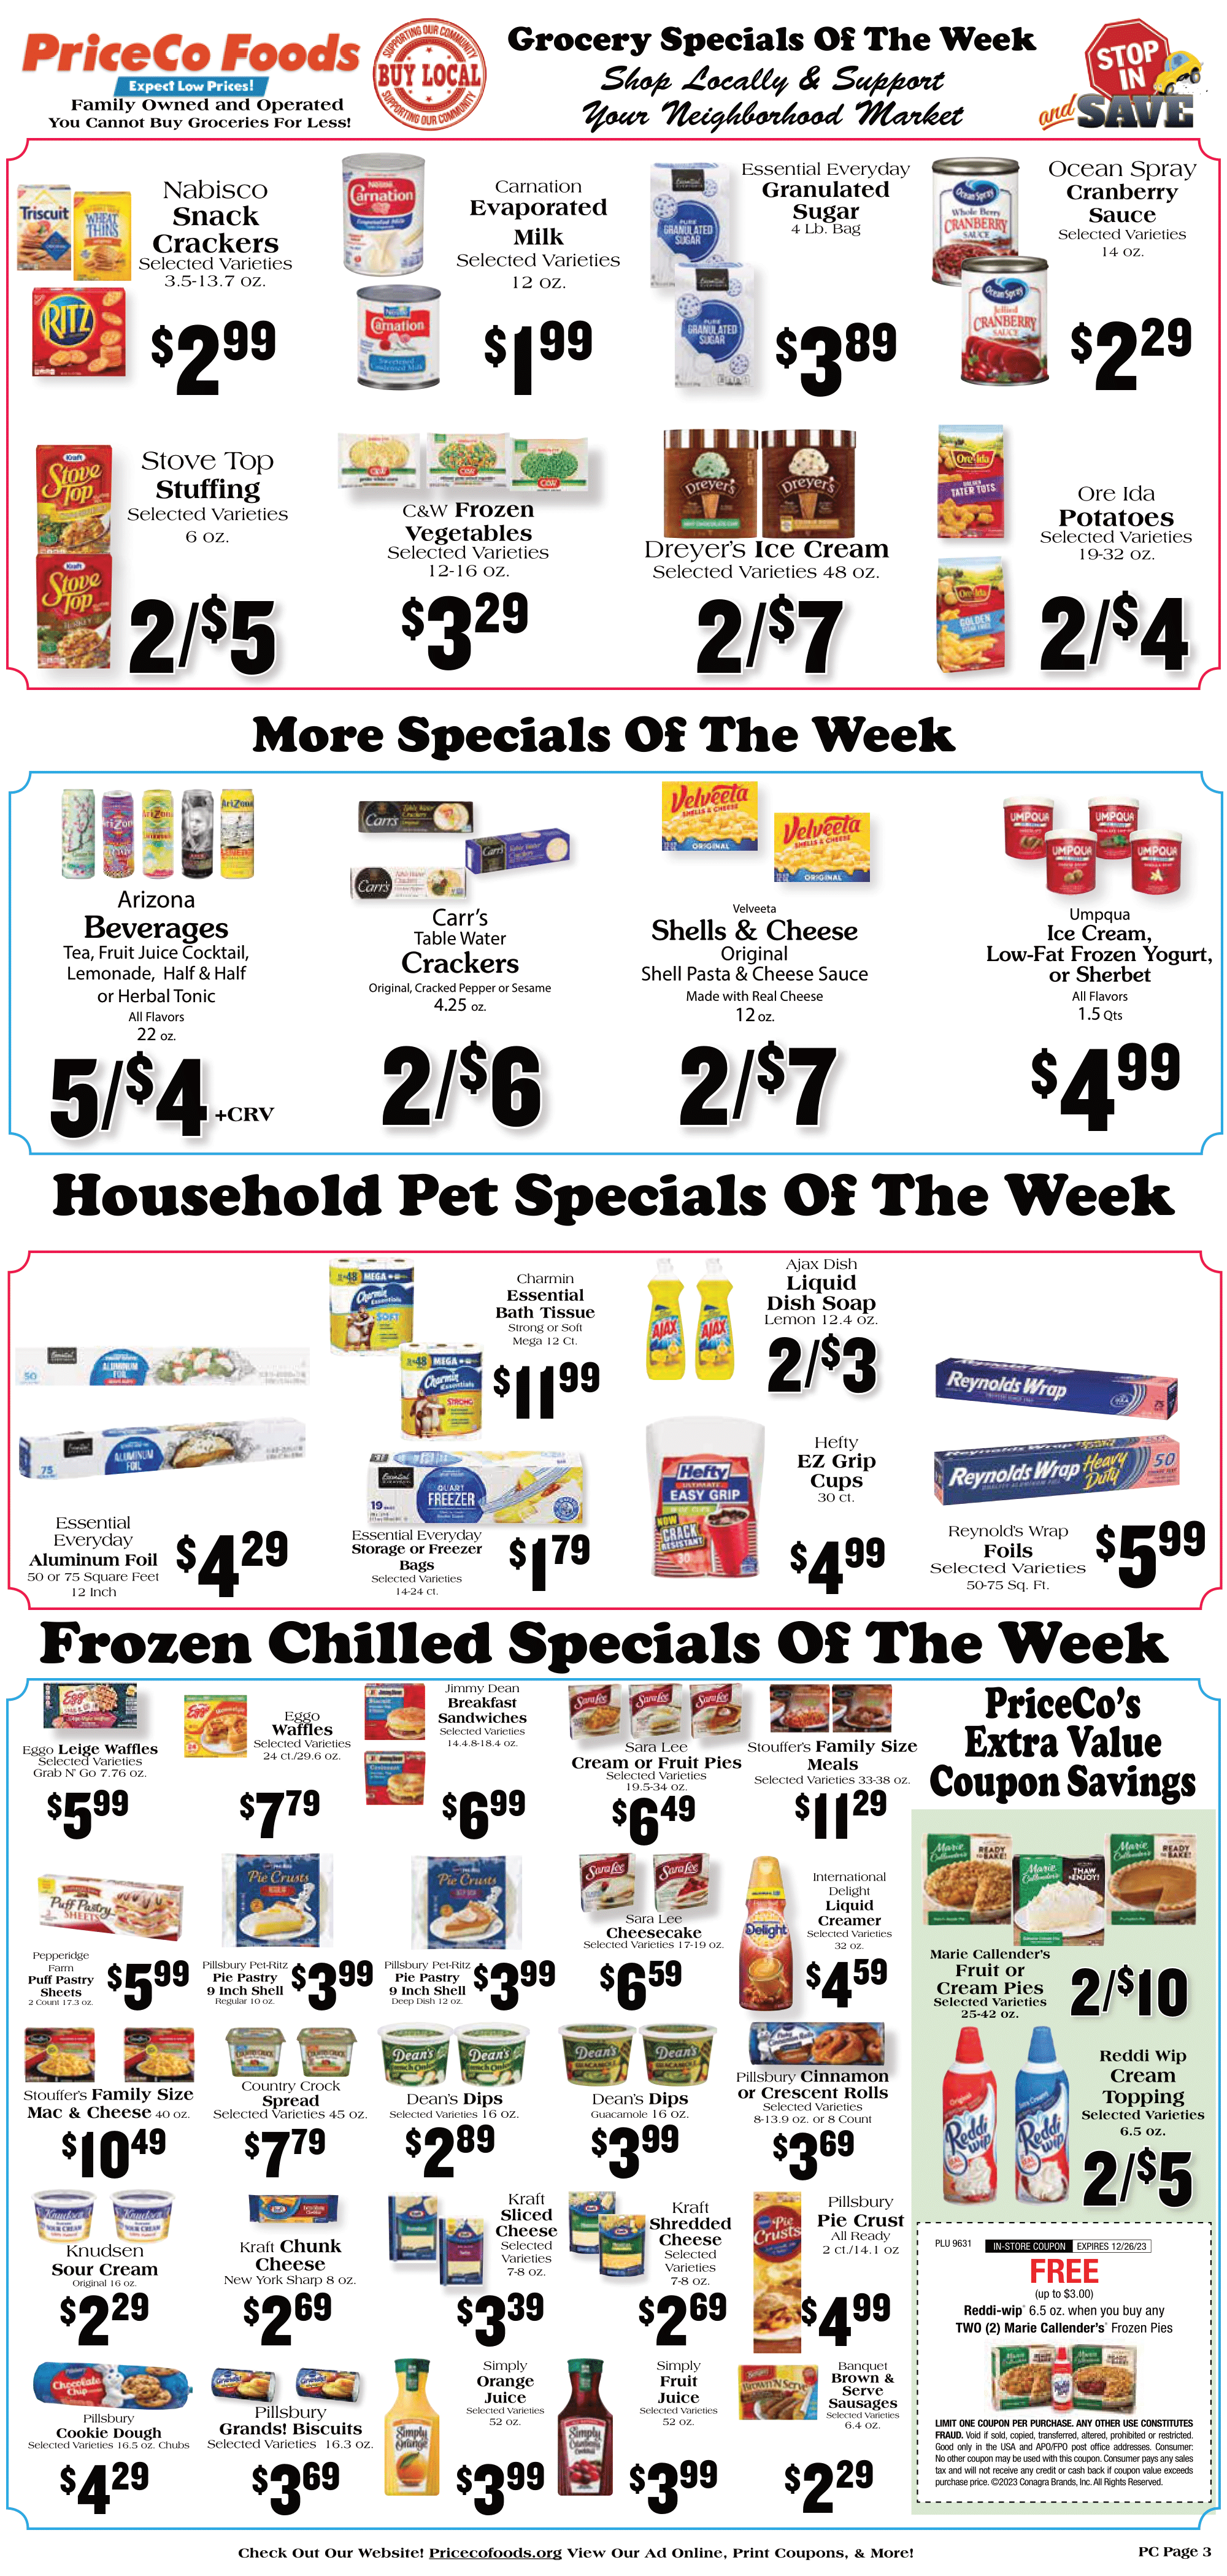 PriceCo Foods
Expect Low Prices!
Family Owned and Operated
You Cannot Buy Groceries For Less!
SUPPORTING OUR COMMUNITY
BUY LOCAL
SUPPORTING OUR COMMUNITY
Grocery Specials Of The Week
Shop Locally & Support
Your Neighborhood Market
STOP
IN
and SAVE
Nabisco
Snack
Crackers
Selected Varieties
3.5-13.7 oz.
$2.99
Carnation
Evaporated
Milk
Selected Varieties
12 oz.
$1.99
Essential Everyday
Granulated
Sugar
4 Lb. Bag
$3.89
Ocean Spray
Cranberry
Sauce
Selected Varieties
14 oz.
$2.29
Stove Top
Stuffing
Selected Varieties
6 oz.
2/$5
C&W Frozen
Vegetables
Selected Varieties
12-16 oz.
$3.29
Dreyer's Ice Cream
Selected Varieties 48 oz.
2/$7
Ore Ida
Potatoes
Selected Varieties
19-32 oz.
2/$4
More Specials Of The Week
Arizona
Beverages
Tea, Fruit Juice Cocktail,
Lemonade, Half & Half
or Herbal Tonic
All Flavors
22 oz.
5/$4 +CRV
Carr's
Table Water
Crackers
Original, Cracked Pepper or Sesame
4.25 oz.
2/$6
Velveeta
Shells & Cheese
Original
Shell Pasta & Cheese Sauce
Made with Real Cheese
12 oz.
2/$7
Umpqua
Ice Cream,
Low-Fat Frozen Yogurt,
or Sherbet
All Flavors
1.5 Qts
$4.99
Household Pet Specials Of The Week
Essential
Everyday
Aluminum Foil
50 or 75 Square Feet
12 Inch
$4.29
Charmin
Essential
Bath Tissue
Strong or Soft
Mega 12 Ct.
$11.99
Essential Everyday
Storage or Freezer
Bags
Selected Varieties
14-24 ct.
$1.79
Ajax Dish
Liquid
Dish Soap
Lemon 12.4 oz.
2/$3
Hefty
EZ Grip
Cups
30 ct.
$4.99
Reynold's Wrap
Foils
Selected Varieties
50-75 Sq. Ft.
$5.99
Frozen Chilled Specials Of The Week
Eggo Leige Waffles
Selected Varieties
Grab N' Go 7.76 oz.
$5.99
Eggo
Waffles
Selected Varieties
24 ct./29.6 oz.
$7.79
Jimmy Dean
Breakfast
Sandwiches
Selected Varieties
14.4.8-18.4 oz.
$6.99
Sara Lee
Cream or Fruit Pies
Selected Varieties
19.5-34 oz.
$6.49
Stouffer's Family Size
Meals
Selected Varieties 33-38 oz.
$11.29
Pepperidge
Farm
Puff Pastry
Sheets
2 Count 17.3 oz.
$5.99
Pillsbury Pet-Ritz
Pie Pastry
9 Inch Shell
Regular 10 oz.
$3.99
Pillsbury Pet-Ritz
Pie Pastry
9 Inch Shell
Deep Dish 12 oz.
$3.99
Sara Lee
Cheesecake
Selected Varieties 17-19 oz.
$6.59
International
Delight
Liquid
Creamer
Selected Varieties
32 oz.
$4.59
Stouffer's Family Size
Mac & Cheese 40 oz.
$10.49
Country Crock
Spread
Selected Varieties 45 oz.
$7.79
Dean's Dips
Selected Varieties 16 oz.
$2.89
Dean's Dips
Guacamole 16 oz.
$3.99
Pillsbury Cinnamon
or Crescent Rolls
Selected Varieties
8-13.9 oz. or 8 Count
$3.69
Knudsen
Sour Cream
Original 16 oz.
$2.29
Kraft Chunk
Cheese
New York Sharp 8 oz.
$2.69
Kraft
Sliced
Cheese
Selected
Varieties
7-8 oz.
$3.39
Kraft
Shredded
Cheese
Selected
Varieties
7-8 oz.
$2.69
Pillsbury
Pie Crust
All Ready
2 ct./14.1 oz
$4.99
Pillsbury
Cookie Dough
Selected Varieties 16.5 oz. Chubs
$4.29
Pillsbury
Grands! Biscuits
Selected Varieties 16.3 oz.
$3.69
Simply
Orange
Juice
Selected Varieties
52 oz.
$3.99
Simply
Fruit
Juice
Selected Varieties
52 oz.
$3.99
Banquet
Brown &
Serve
Sausages
Selected Varieties
6.4 oz.
$2.29
PriceCo's
Extra Value
Coupon Savings
Marie Callender's
Fruit or
Cream Pies
Selected Varieties
25-42 oz.
2/$10
Reddi Wip
Cream
Topping
Selected Varieties
6.5 oz.
2/$5
PLU 9631 IN-STORE COUPON EXPIRES 12/26/23
FREE
(up to $3.00)
Reddi-wip® 6.5 oz. when you buy any
TWO (2) Marie Callender's® Frozen Pies
LIMIT ONE COUPON PER PURCHASE. ANY OTHER USE CONSTITUTES
FRAUD. Void if sold, copied, transferred, altered, prohibited or restricted.
Good only in the USA and APO/FPO post office addresses. Consumer:
No other coupon may be used with this coupon. Consumer pays any sales
tax and will not receive any credit or cash back if coupon value exceeds
purchase price. ©2023 Conagra Brands, Inc. All Rights Reserved.
Check Out Our Website! Pricecofoods.org View Our Ad Online, Print Coupons, & More!
PC Page 3